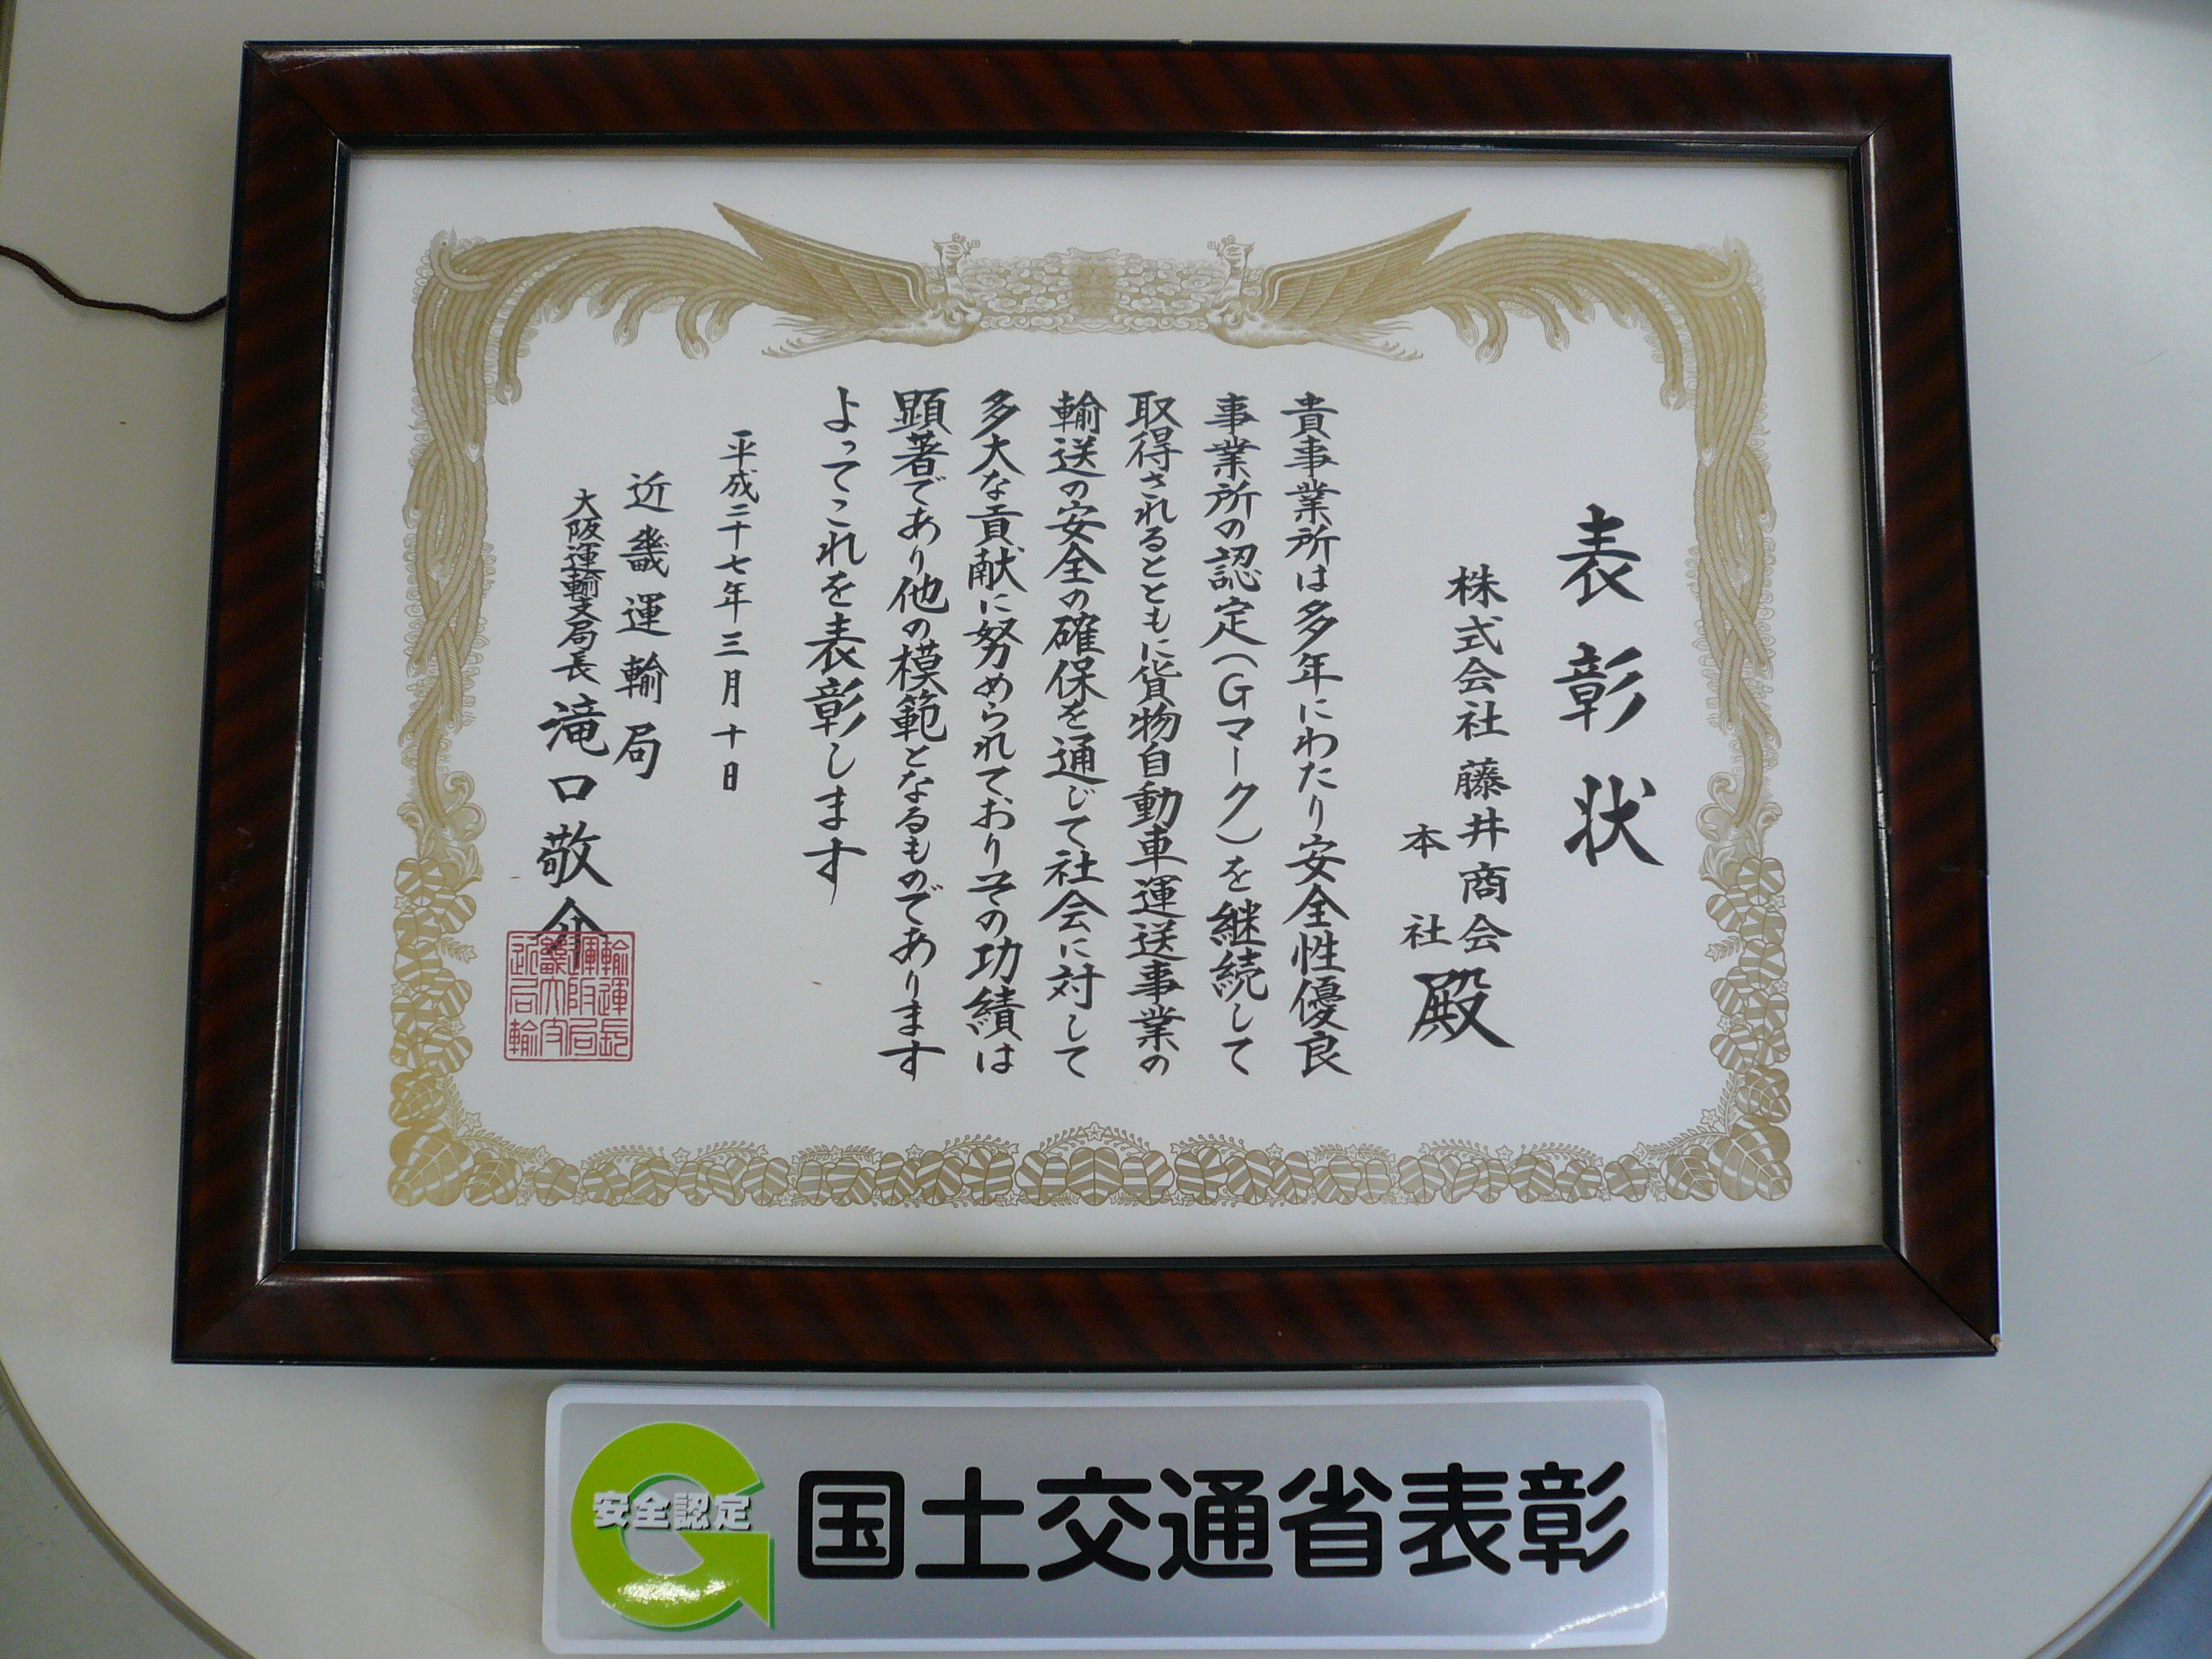 表彰状
株式会社 藤井商会
本社 殿
貴事業所は多年にわたり安全性優良
事業所の認定（Gマーク）を継続して
取得されるとともに貨物自動車運送事業の
輸送の安全の確保を通じて社会に対して
多大な貢献に努められておりその功績は
顕著であり他の模範となるものであります
よってこれを表彰します
平成二十七年三月十日
近畿運輸局
大阪運輸支局長 滝口敬介
安全認定
国土交通省表彰